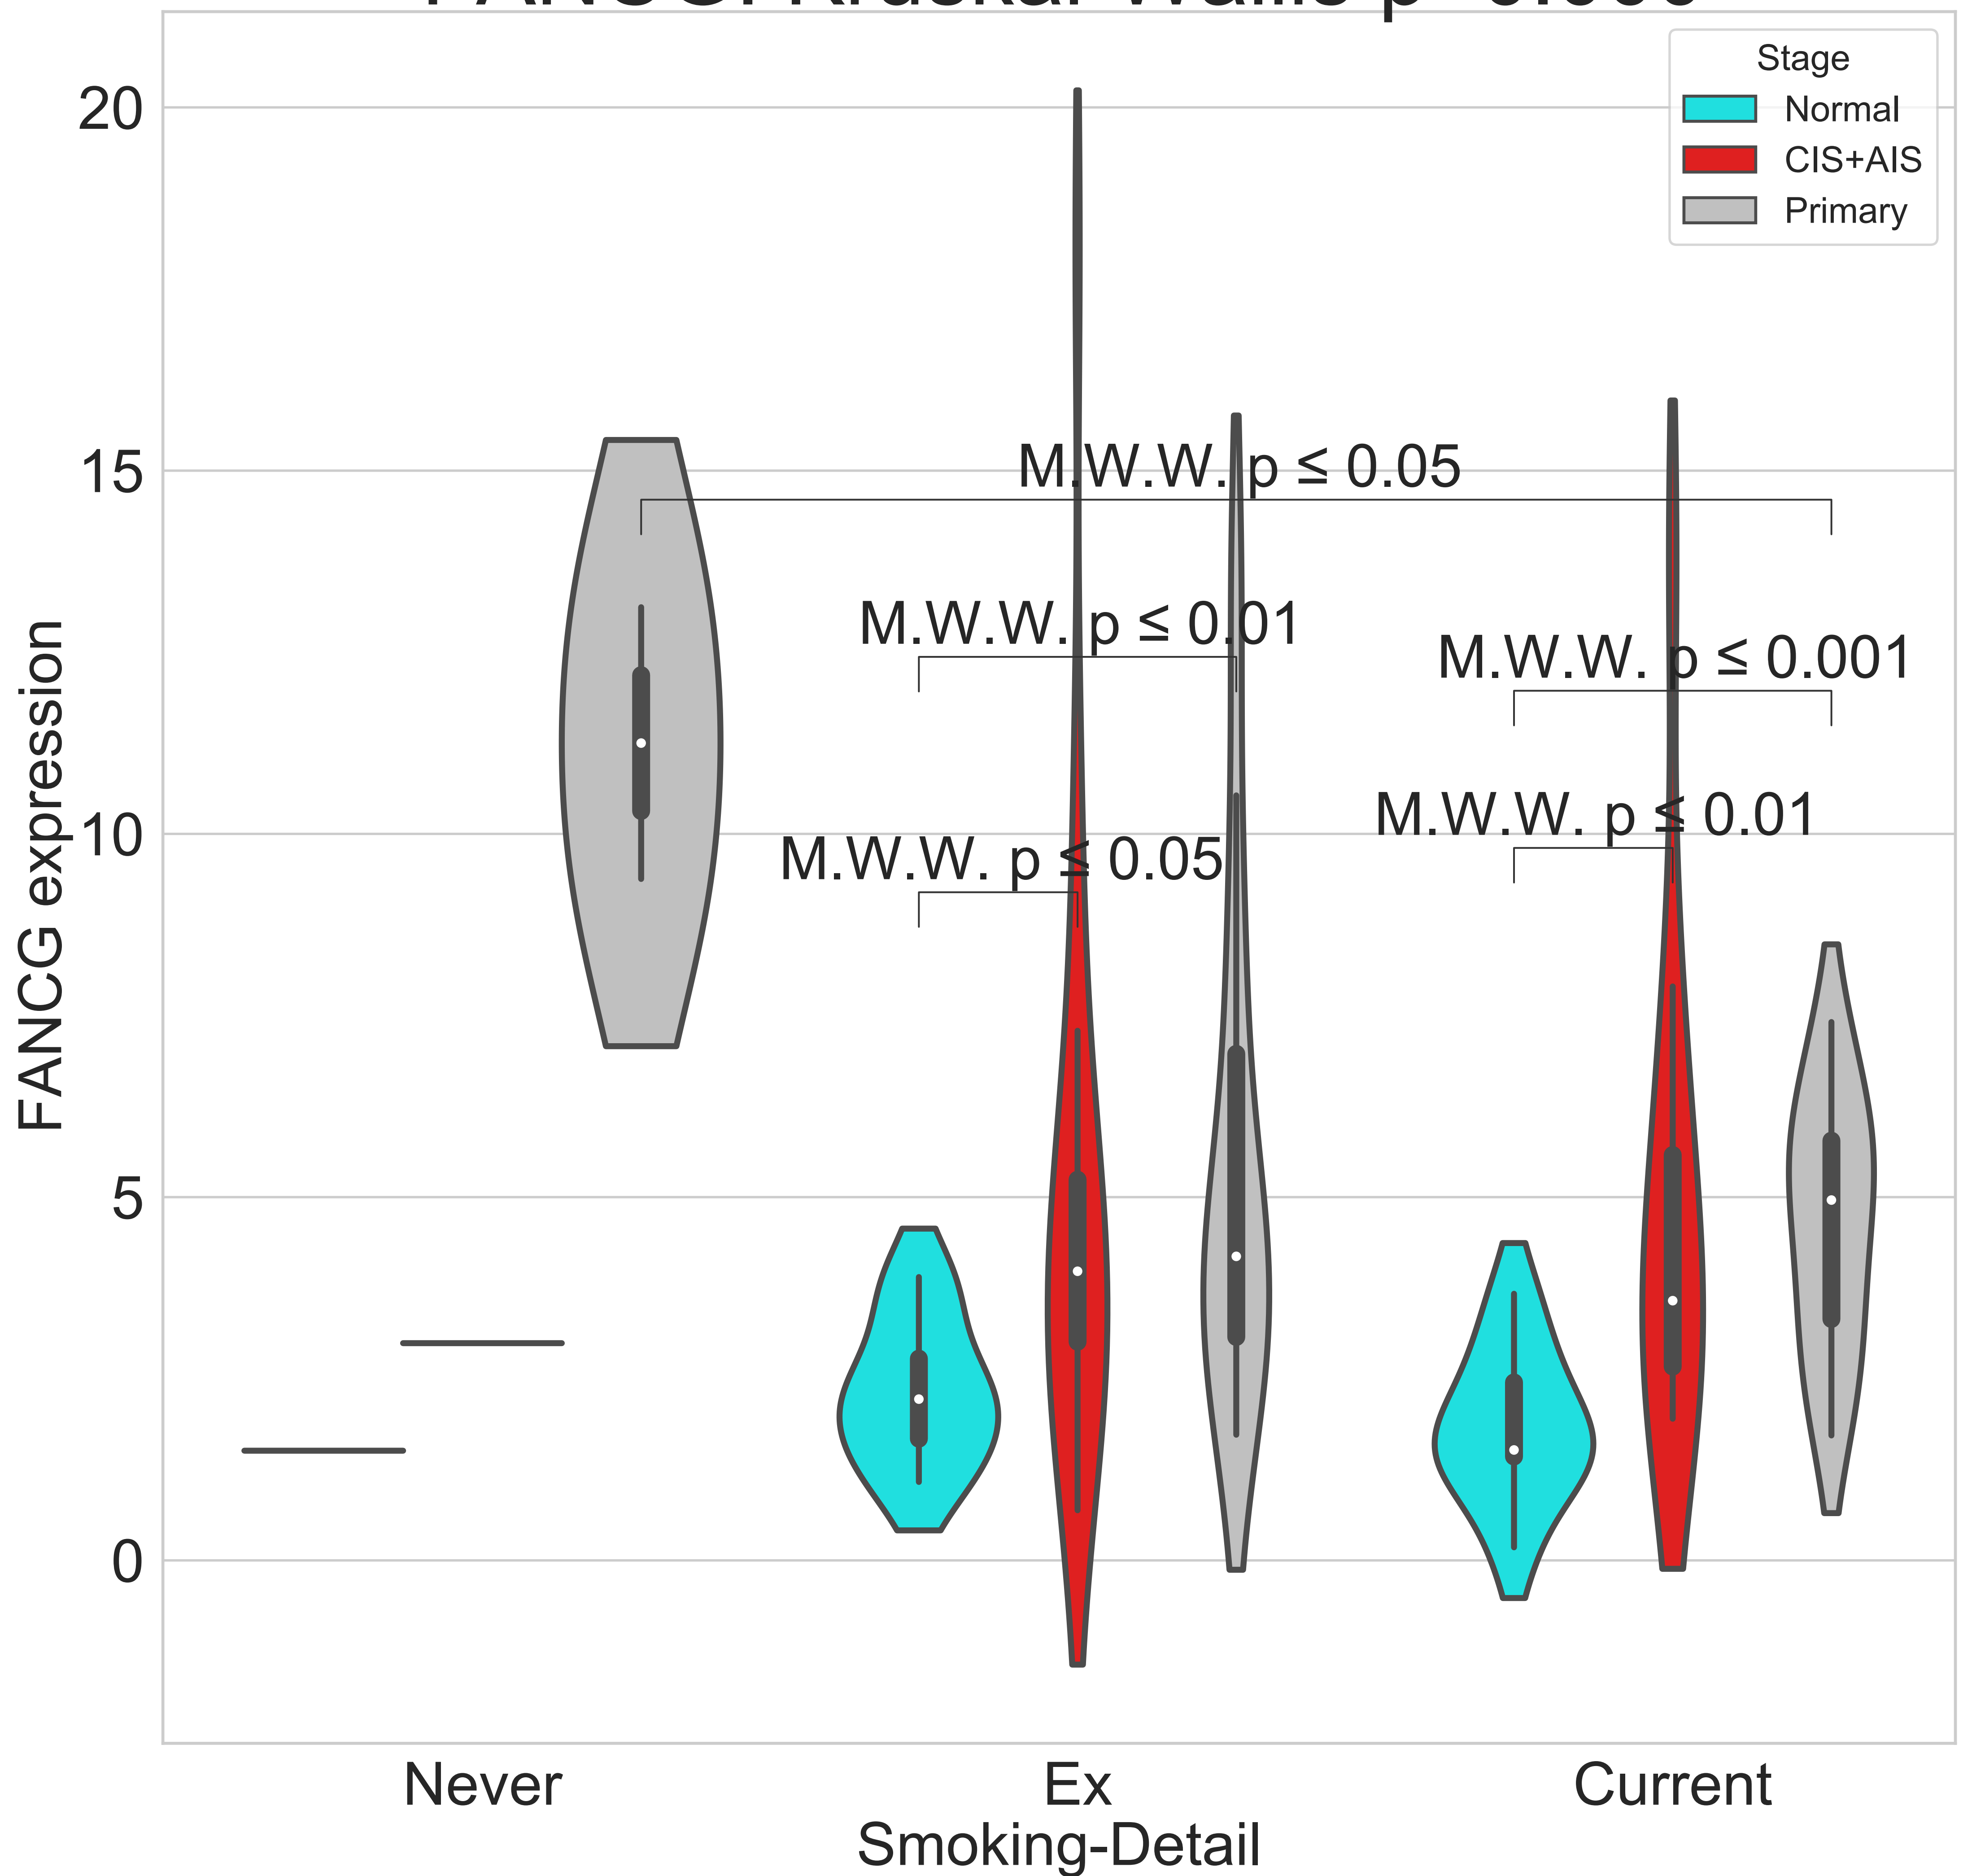 Stage
Normal
CIS+AIS
Primary
20
15
10
5
0
FANCG expression
M.W.W. p ≤ 0.05
M.W.W. p ≤ 0.01
M.W.W. p ≤ 0.001
M.W.W. p ≤ 0.01
M.W.W. p ≤ 0.05
Never
Ex
Current
Smoking-Detail